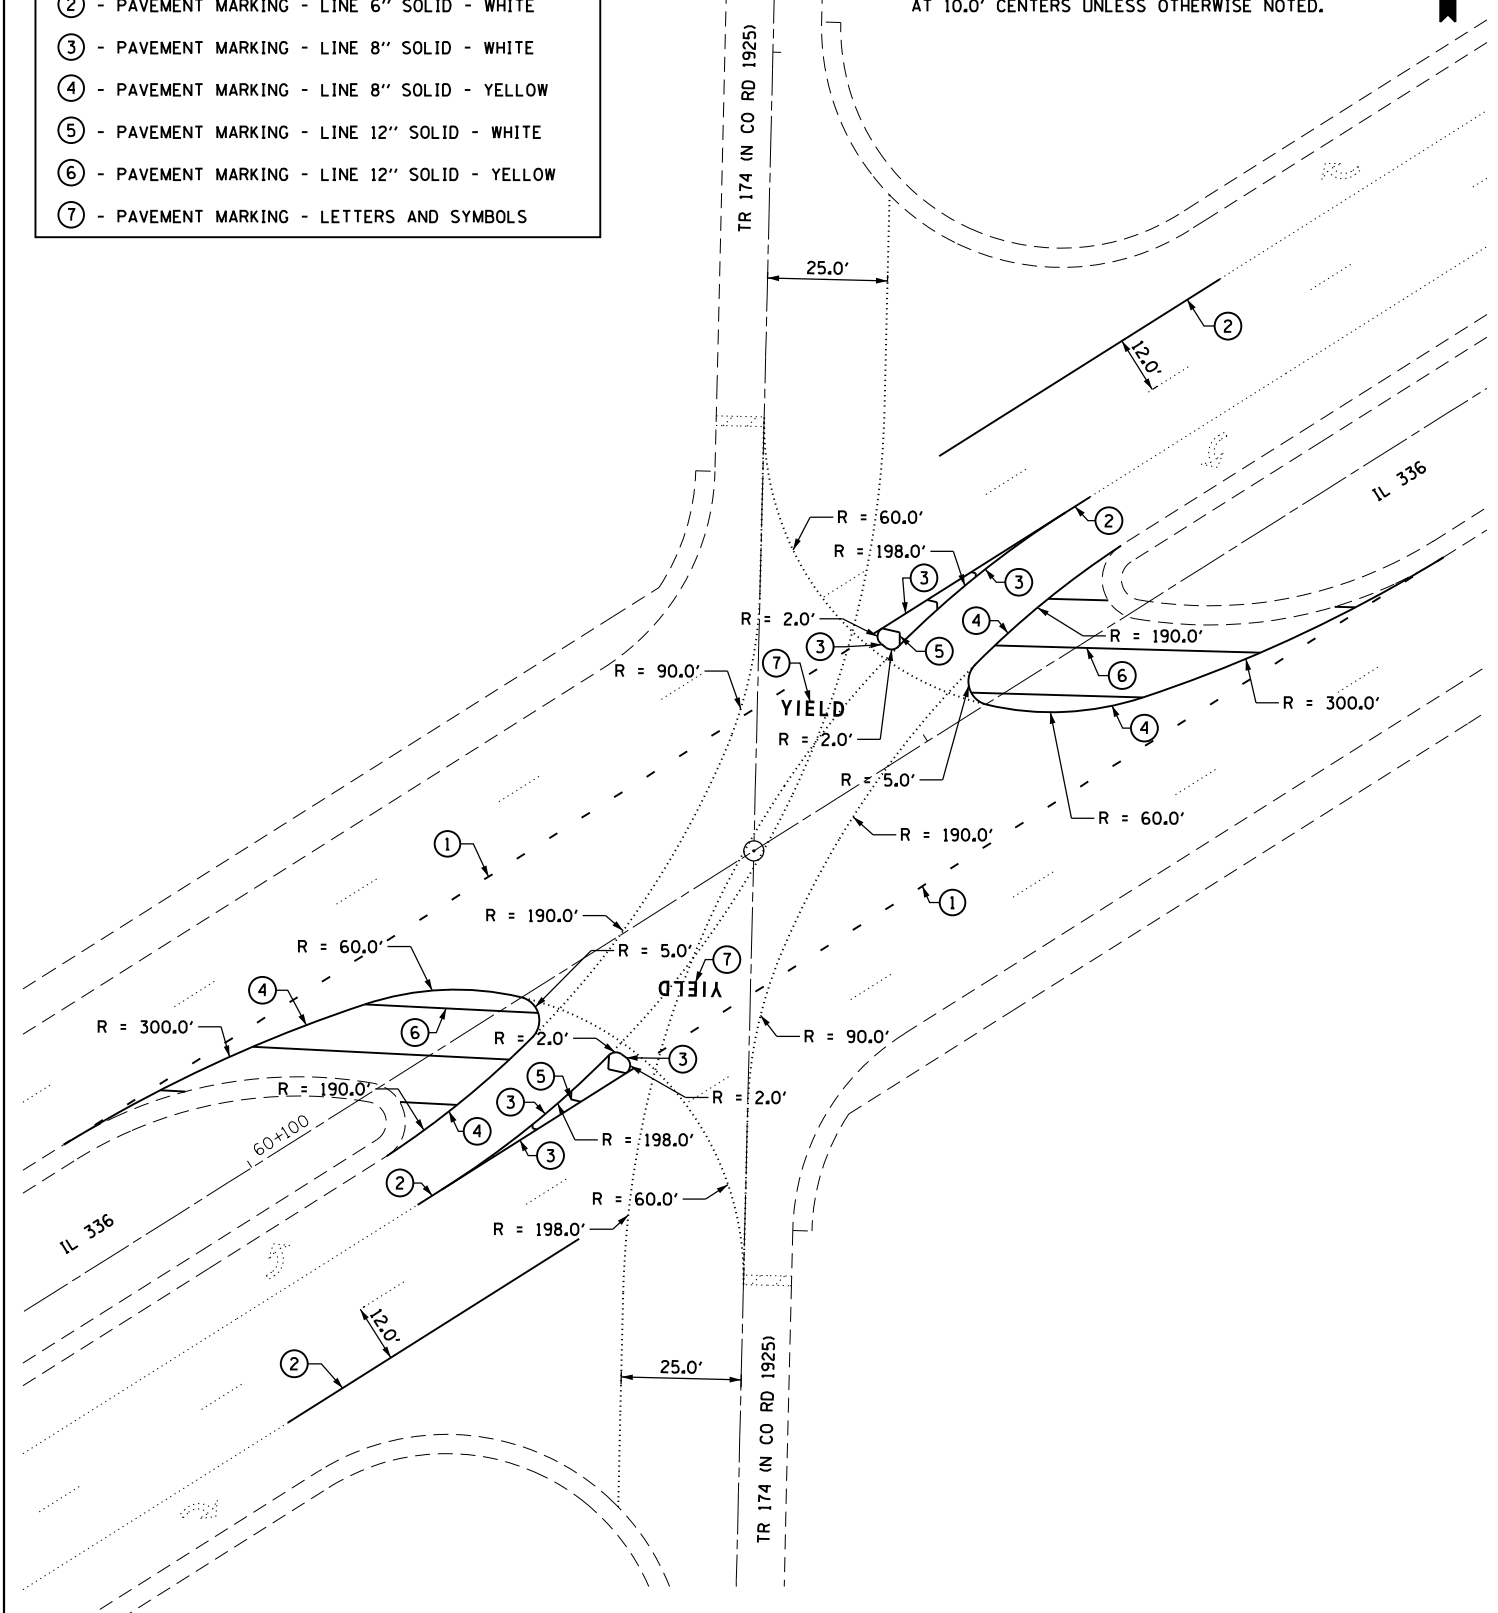 ② - PAVEMENT MARKING - LINE 6'' SOLID - WHITE
③ - PAVEMENT MARKING - LINE 8'' SOLID - WHITE
④ - PAVEMENT MARKING - LINE 8'' SOLID - YELLOW
⑤ - PAVEMENT MARKING - LINE 12'' SOLID - WHITE
⑥ - PAVEMENT MARKING - LINE 12'' SOLID - YELLOW
⑦ - PAVEMENT MARKING - LETTERS AND SYMBOLS
AT 10.0' CENTERS UNLESS OTHERWISE NOTED.
TR 174 (N CO RD 1925)
25.0'
②
12.0'
IL 336
R = 60.0'
②
R = 198.0'
③
③
R = 2.0'
④
③
⑤
R = 190.0'
⑦
R = 90.0'
⑥
YIELD
R = 300.0'
④
R = 2.0'
R = 5.0'
R = 60.0'
R = 190.0'
①
①
R = 190.0'
R = 60.0'
R = 5.0'
⑦
YIELD
④
R = 300.0'
⑥
R = 2.0'
R = 90.0'
③
⑤
R = 190.0'
③
R = 2.0'
④
60+100
R = 198.0'
③
②
R = 60.0'
R = 198.0'
IL 336
12.0'
②
25.0'
TR 174 (N CO RD 1925)